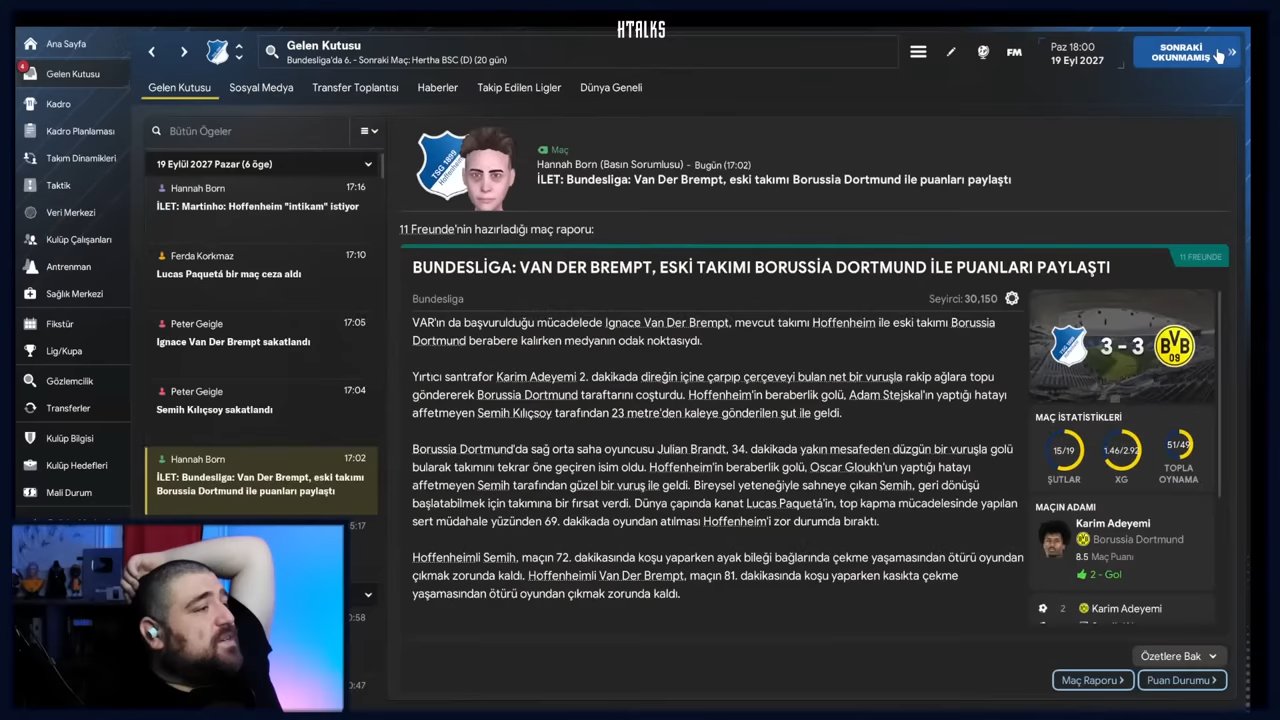 HTALKS
Ana Sayfa
6
Gelen Kutusu
Kadro
Kadro Planlaması
Takım Dinamikleri
Taktik
Veri Merkezi
Kulüp Çalışanları
Antrenman
Sağlık Merkezi
Fikstür
Lig/Kupa
Gözlemcilik
Transferler
Kulüp Bilgisi
Kulüp Hedefleri
Mali Durum
Gelen Kutusu
Bundesliga'da 6. - Sonraki Maç: Hertha BSC (D) (20 gün)
FM
Paz 18:00
19 Eyl 2027
SONRAKİ
OKUNMAMIŞ
Gelen Kutusu
Sosyal Medya
Transfer Toplantısı
Haberler
Takip Edilen Ligler
Dünya Geneli
Bütün Ögeler
19 Eylül 2027 Pazar (6 öge)
Hannah Born 17:16
İLET: Martinho: Hoffenheim "intikam" istiyor
Ferda Korkmaz 17:10
Lucas Paquetá bir maç ceza aldı
Peter Geigle 17:05
Ignace Van Der Brempt sakatlandı
Peter Geigle 17:04
Semih Kılıçsoy sakatlandı
Hannah Born 17:02
İLET: Bundesliga: Van Der Brempt, eski takımı
Borussia Dortmund ile puanları paylaştı
5:17
0:58
0:47
Maç
Hannah Born (Basın Sorumlusu) - Bugün (17:02)
İLET: Bundesliga: Van Der Brempt, eski takımı Borussia Dortmund ile puanları paylaştı
11 Freunde'nin hazırladığı maç raporu:
11 FREUNDE
BUNDESLİGA: VAN DER BREMPT, ESKİ TAKIMI BORUSSİA DORTMUND İLE PUANLARI PAYLAŞTI
Bundesliga
Seyirci: 30,150
VAR'ın da başvurulduğu mücadelede Ignace Van Der Brempt, mevcut takımı Hoffenheim ile eski takımı Borussia
Dortmund berabere kalırken medyanın odak noktasıydı.
Yırtıcı santrafor Karim Adeyemi 2. dakikada direğin içine çarpıp çerçeveyi bulan net bir vuruşla rakip ağlara topu
göndererek Borussia Dortmund taraftarını coşturdu. Hoffenheim'in beraberlik golü, Adam Stejskal'ın yaptığı hatayı
affetmeyen Semih Kılıçsoy tarafından 23 metre'den kaleye gönderilen şut ile geldi.
Borussia Dortmund'da sağ orta saha oyuncusu Julian Brandt, 34. dakikada yakın mesafeden düzgün bir vuruşla golü
bularak takımını tekrar öne geçiren isim oldu. Hoffenheim'in beraberlik golü, Oscar Gloukh'un yaptığı hatayı
affetmeyen Semih tarafından güzel bir vuruş ile geldi. Bireysel yeteneğiyle sahneye çıkan Semih, geri dönüşü
başlatabilmek için takımına bir fırsat verdi. Dünya çapında kanat Lucas Paquetá'in, top kapma mücadelesinde yapılan
sert müdahale yüzünden 69. dakikada oyundan atılması Hoffenheim'i zor durumda bıraktı.
Hoffenheimli Semih, maçın 72. dakikasında koşu yaparken ayak bileği bağlarında çekme yaşamasından ötürü oyundan
çıkmak zorunda kaldı. Hoffenheimli Van Der Brempt, maçın 81. dakikasında koşu yaparken kasıkta çekme
yaşamasından ötürü oyundan çıkmak zorunda kaldı.
3 - 3
MAÇ İSTATİSTİKLERİ
15/19
1.46/2.92
51/49
ŞUTLAR
XG
TOPLA
OYNAMA
MAÇIN ADAMI
Karim Adeyemi
Borussia Dortmund
8.5 Maç Puanı
2 - Gol
2 Karim Adeyemi
Özetlere Bak
Maç Raporu
Puan Durumu